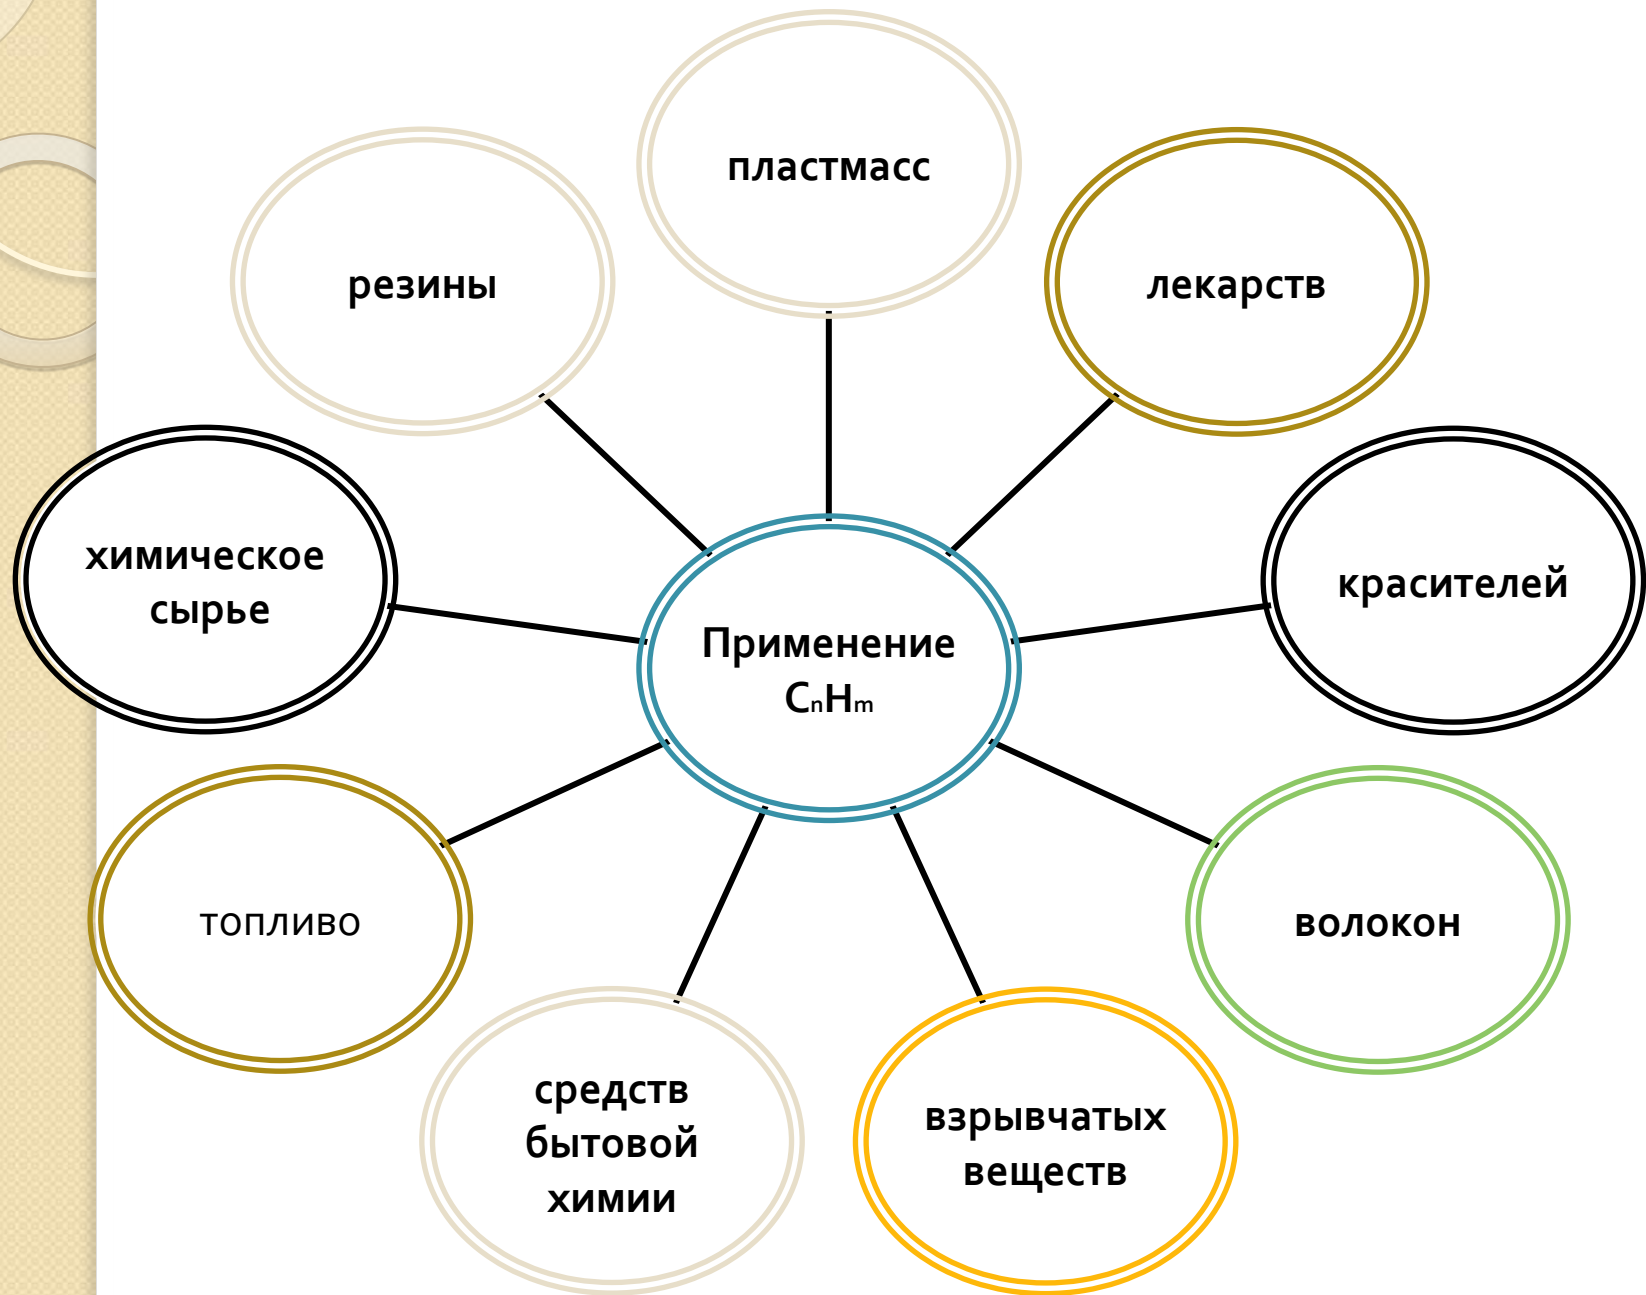 пластмасс
резины
лекарств
химическое
сырье
красителей
Применение
CₙHₘ
топливо
волокон
средств
бытовой
химии
взрывчатых
веществ